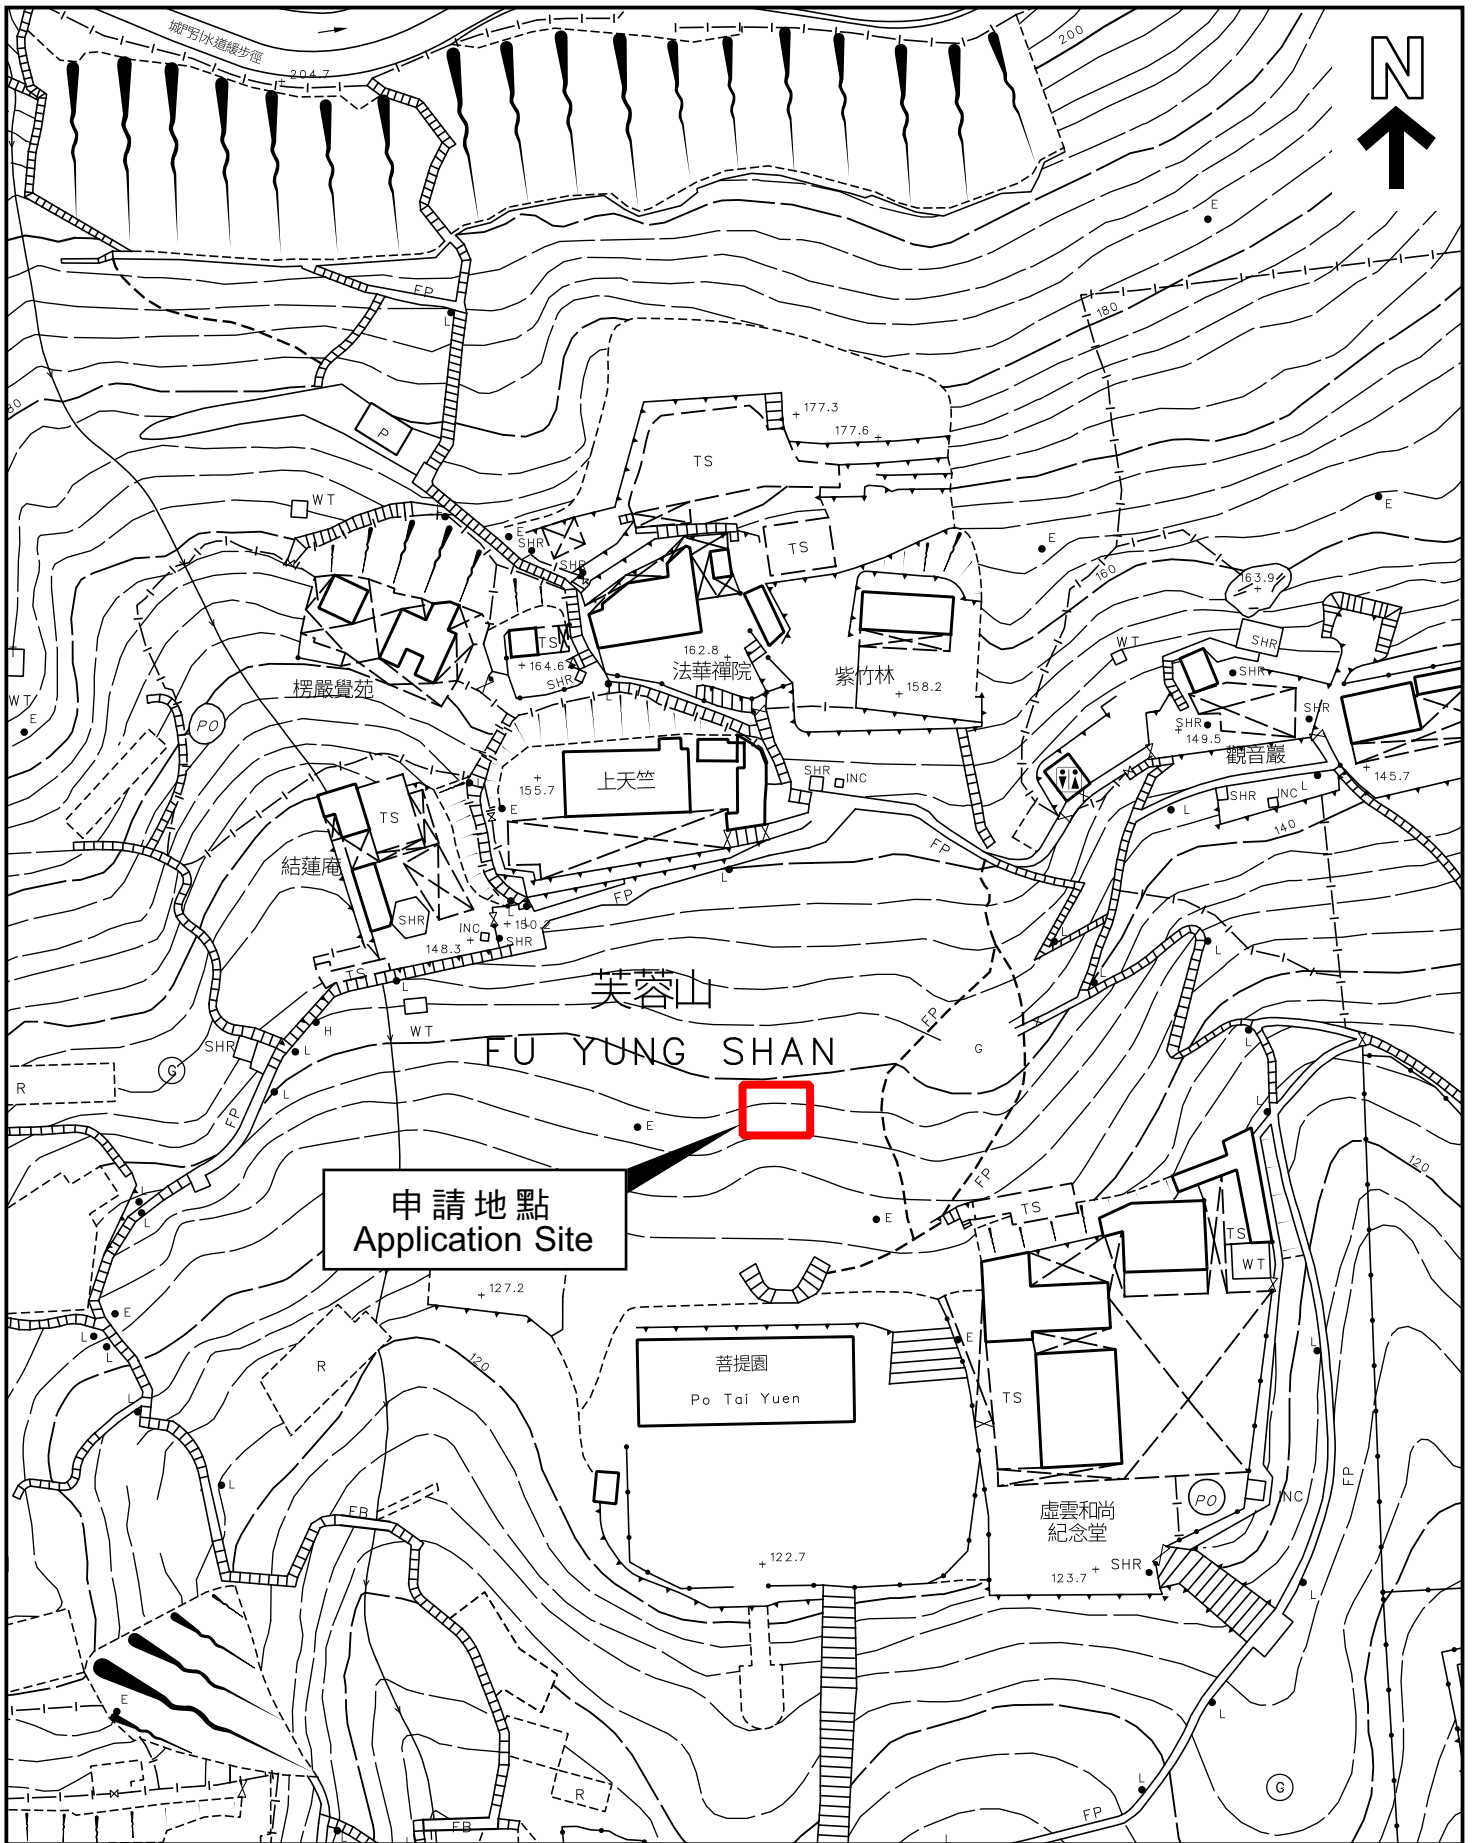 城門引水道緩步徑
204.7
200
N
E
FP
L
180
80
P
177.3
177.6
TS
WT
E
E
E
SHR
SHR
TS
160
163.9
TS
164.6
SHR
162.8
法華禪院
紫竹林
158.2
WT
SHR
SHR
SHR
SHR
149.5
觀音巖
145.7
楞嚴覺苑
L
WT
E
PO
155.7
上天竺
SHR
INC
L
E
TS
結蓮庵
SHR
INC
L
L
140
FP
L
FP
SHR
INC
L
150.2
SHR
148.3
TS
L
L
L
L
芙蓉山
WT
H
FP
FU YUNG SHAN
G
SHR
L
G
L
R
L
FP
E
L
120
申請地點
Application Site
FP
TS
E
TS
WT
L
L
127.2
E
L
L
R
120
菩提園
Po Tai Yuen
E
TS
L
L
L
FP
PO
INC
虛雲和尚
紀念堂
FB
122.7
123.7
SHR
L
E
L
R
L
G
FP
FB
L
L